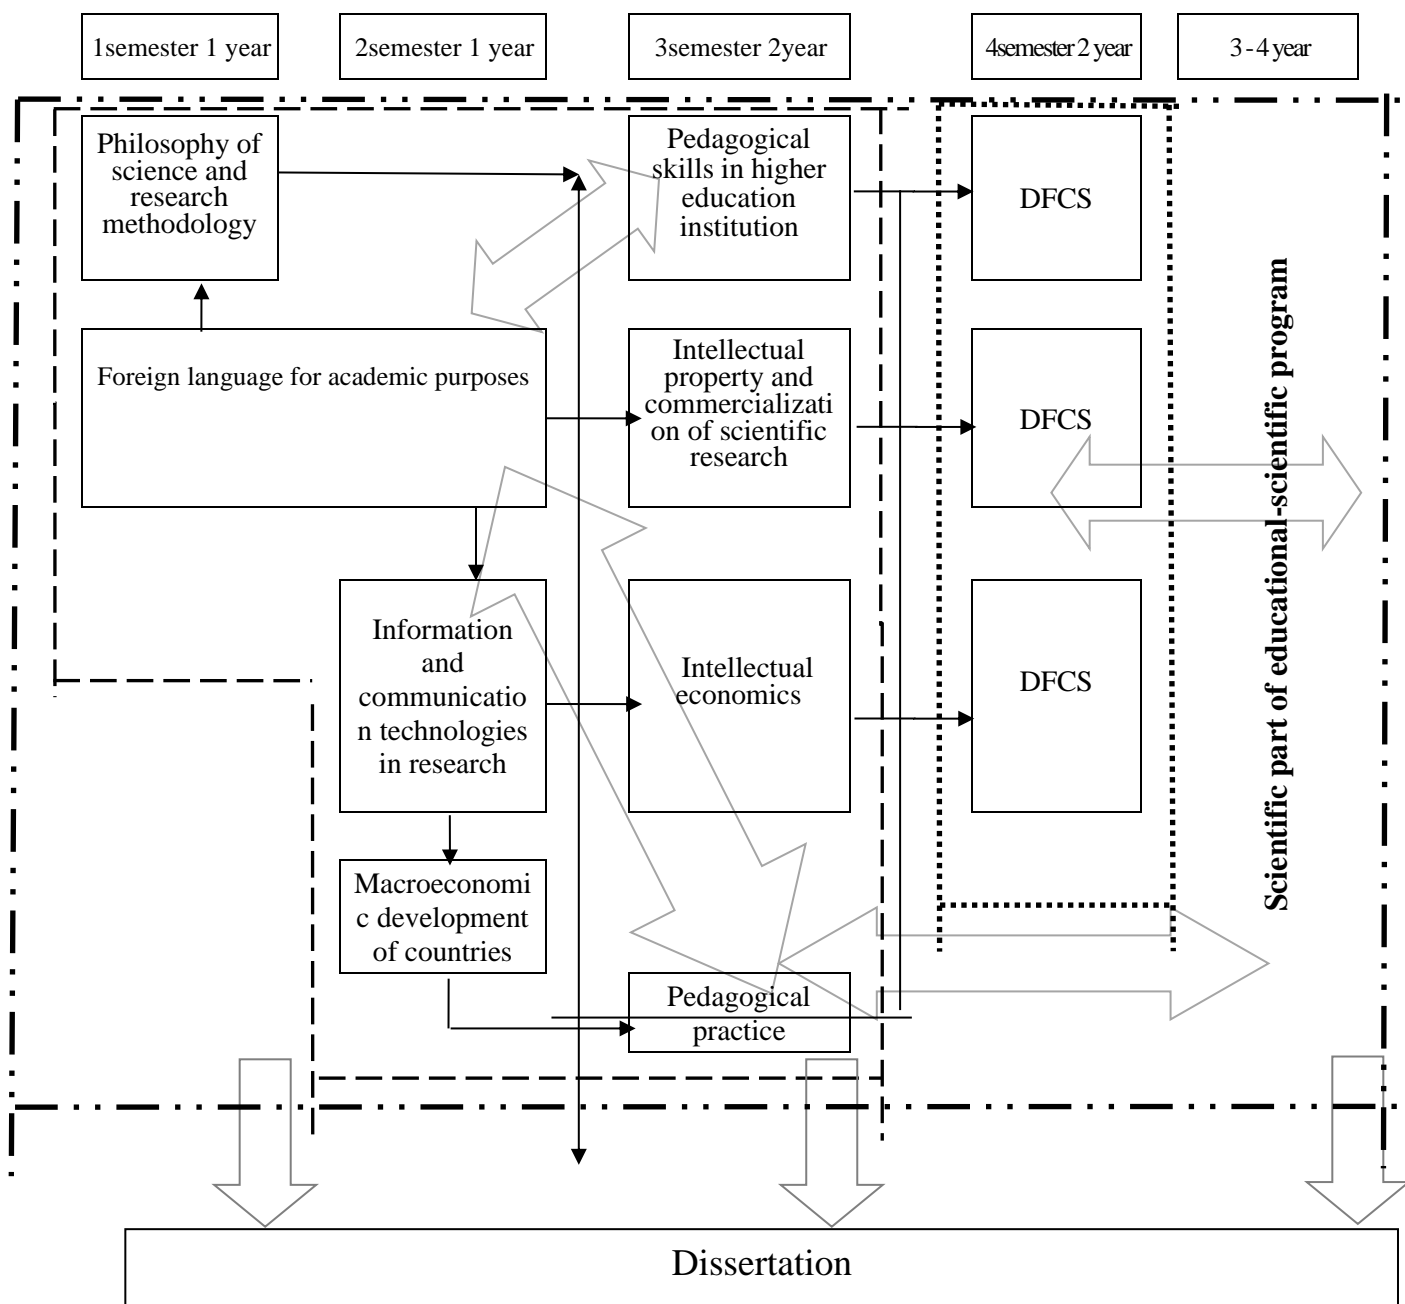 1semester 1 year
2semester 1 year
3semester 2year
4semester 2 year
3-4 year
Philosophy of
science and
research
methodology
Pedagogical
skills in higher
education
institution
DFCS
Foreign language for academic purposes
Intellectual
property and
commercializati
on of scientific
research
DFCS
Information
and
communicatio
n technologies
in research
Intellectual
economics
DFCS
Scientific part of educational-scientific program
Macroeconomi
c development
of countries
Pedagogical
practice
Dissertation